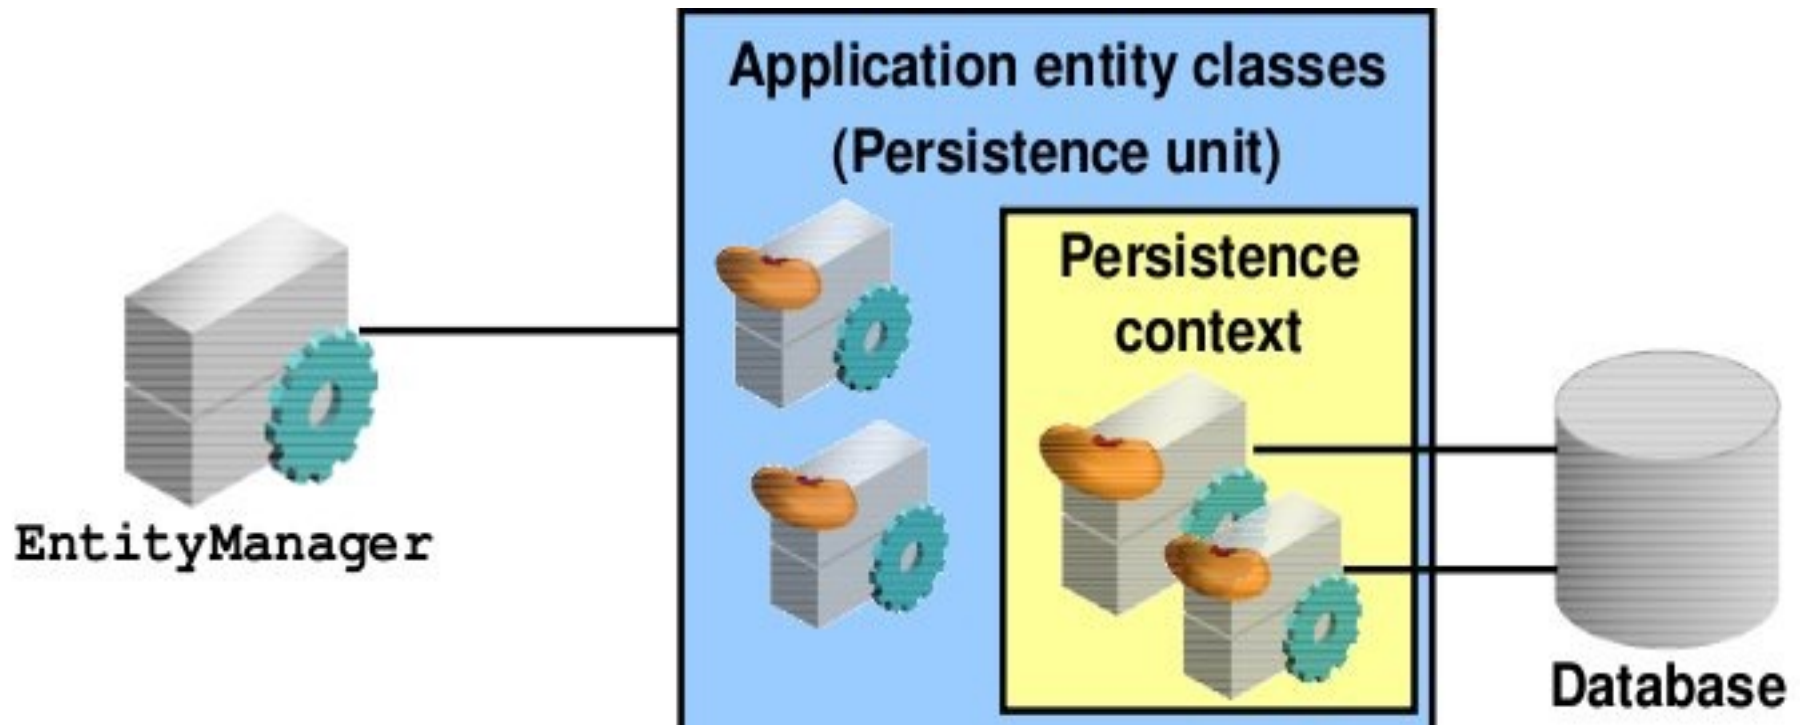 Application entity classes
(Persistence unit)
Persistence
context
EntityManager
Database